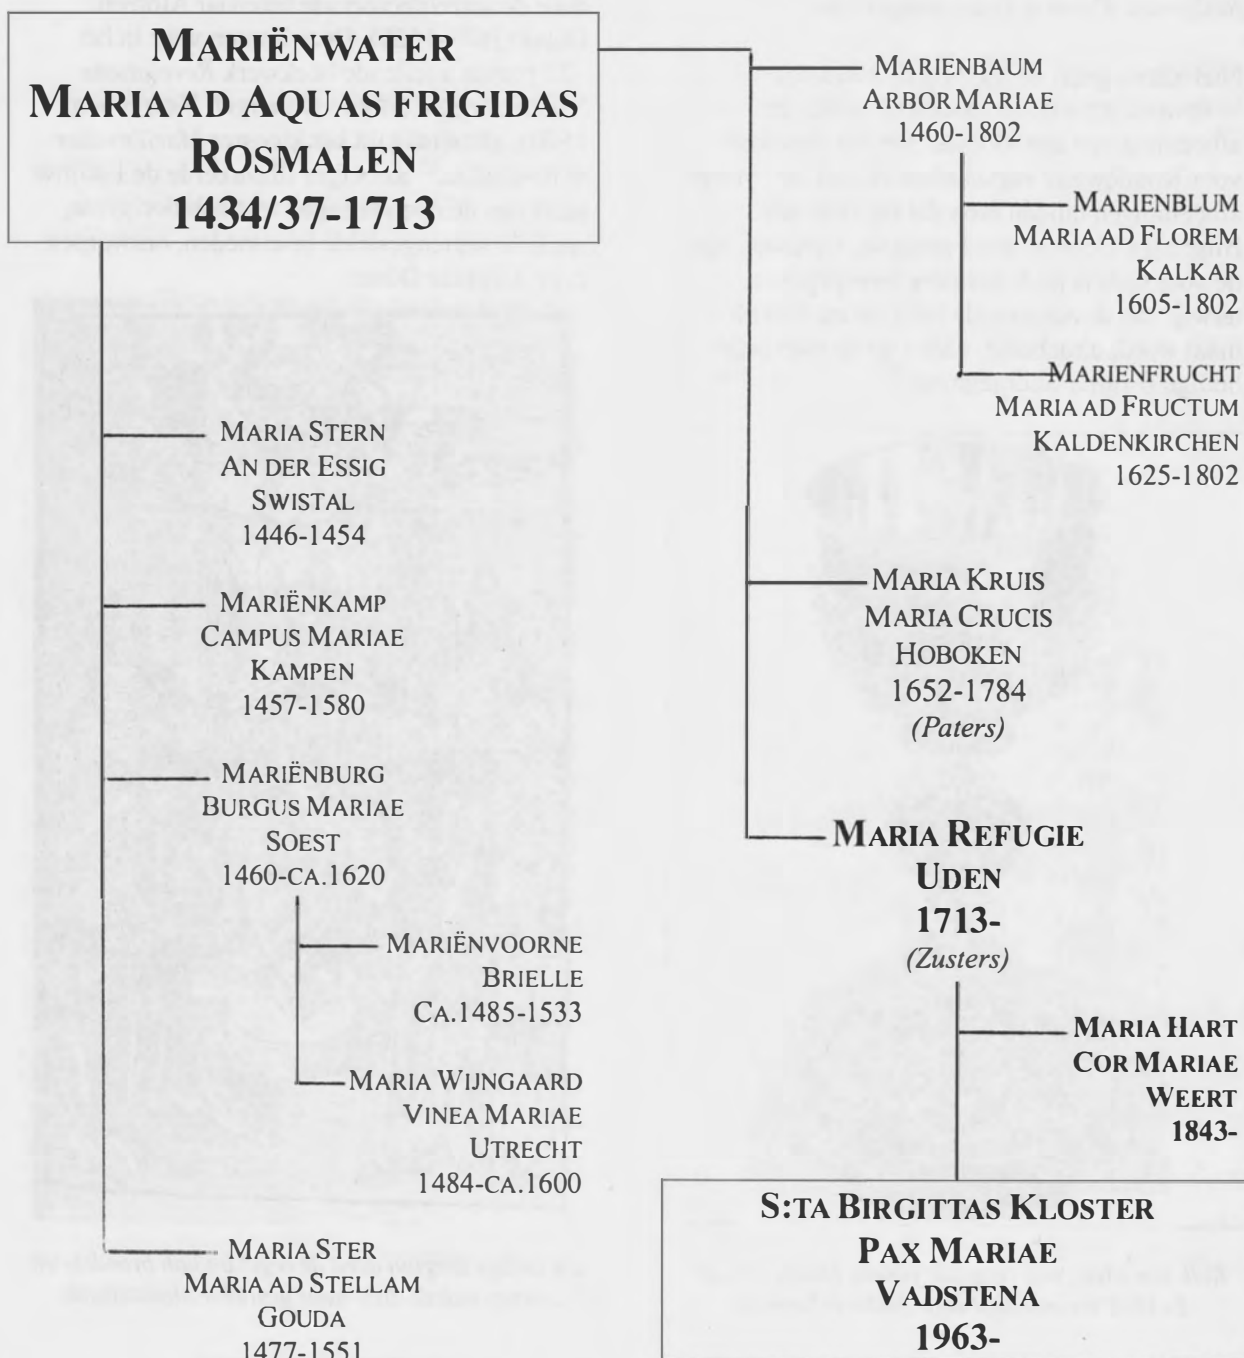 MARIËNWATER
MARIA AD AQUAS FRIGIDAS
ROSMALEN
1434/37-1713
MARIA STERN
AN DER ESSIG
SWISTAL
1446-1454
MARIËNKAMP
CAMPUS MARIAE
KAMPEN
1457-1580
MARIËNBURG
BURGUS MARIAE
SOEST
1460-CA.1620
MARIËNVOORNE
BRIELLE
CA.1485-1533
MARIA WIJNGAARD
VINEA MARIAE
UTRECHT
1484-CA.1600
MARIA STER
MARIA AD STELLAM
GOUDA
1477-1551
MARIENBAUM
ARBOR MARIAE
1460-1802
MARIENBLUM
MARIA AD FLOREM
KALKAR
1605-1802
MARIENFRUCHT
MARIA AD FRUCTUM
KALDENKIRCHEN
1625-1802
MARIA KRUIS
MARIA CRUCIS
HOBOKEN
1652-1784
(Paters)
MARIA REFUGIE
UDEN
1713-
(Zusters)
MARIA HART
COR MARIAE
WEERT
1843-
S:TA BIRGITTAS KLOSTER
PAX MARIAE
VADSTENA
1963-